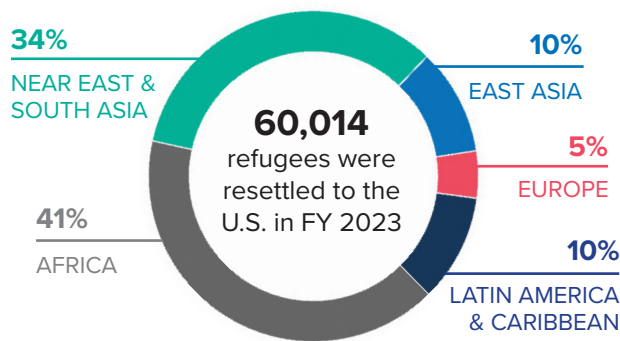 34%
NEAR EAST &
SOUTH ASIA
10%
EAST ASIA
60,014
refugees were
resettled to the
U.S. in FY 2023
5%
EUROPE
41%
AFRICA
10%
LATIN AMERICA
& CARIBBEAN